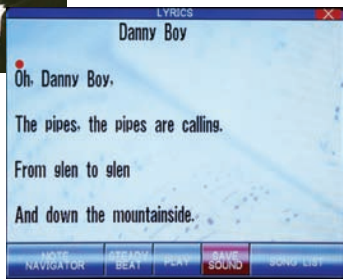 LYRICS
Danny Boy
Oh, Danny Boy,
The pipes, the pipes are calling.
From glen to glen
And down the mountainside.
NOTE NAVIGATOR
STEADY BEAT
PLAY
SAVE SOUND
SONG LIST